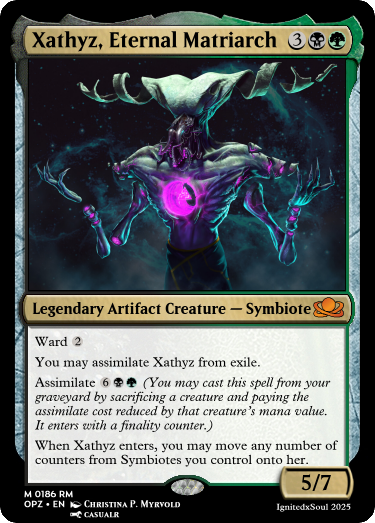 Xathyz, Eternal Matriarch 3
Legendary Artifact Creature — Symbiote
Ward 2
You may assimilate Xathyz from exile.
Assimilate 6 (You may cast this spell from your
graveyard by sacrificing a creature and paying the
assimilate cost reduced by that creature's mana value.
It enters with a finality counter.)
When Xathyz enters, you may move any number of
counters from Symbiotes you control onto her.
5/7
M 0186 RM
OPZ • EN Christina P. Myrvold
CASUALR
IgnitedxSoul 2025